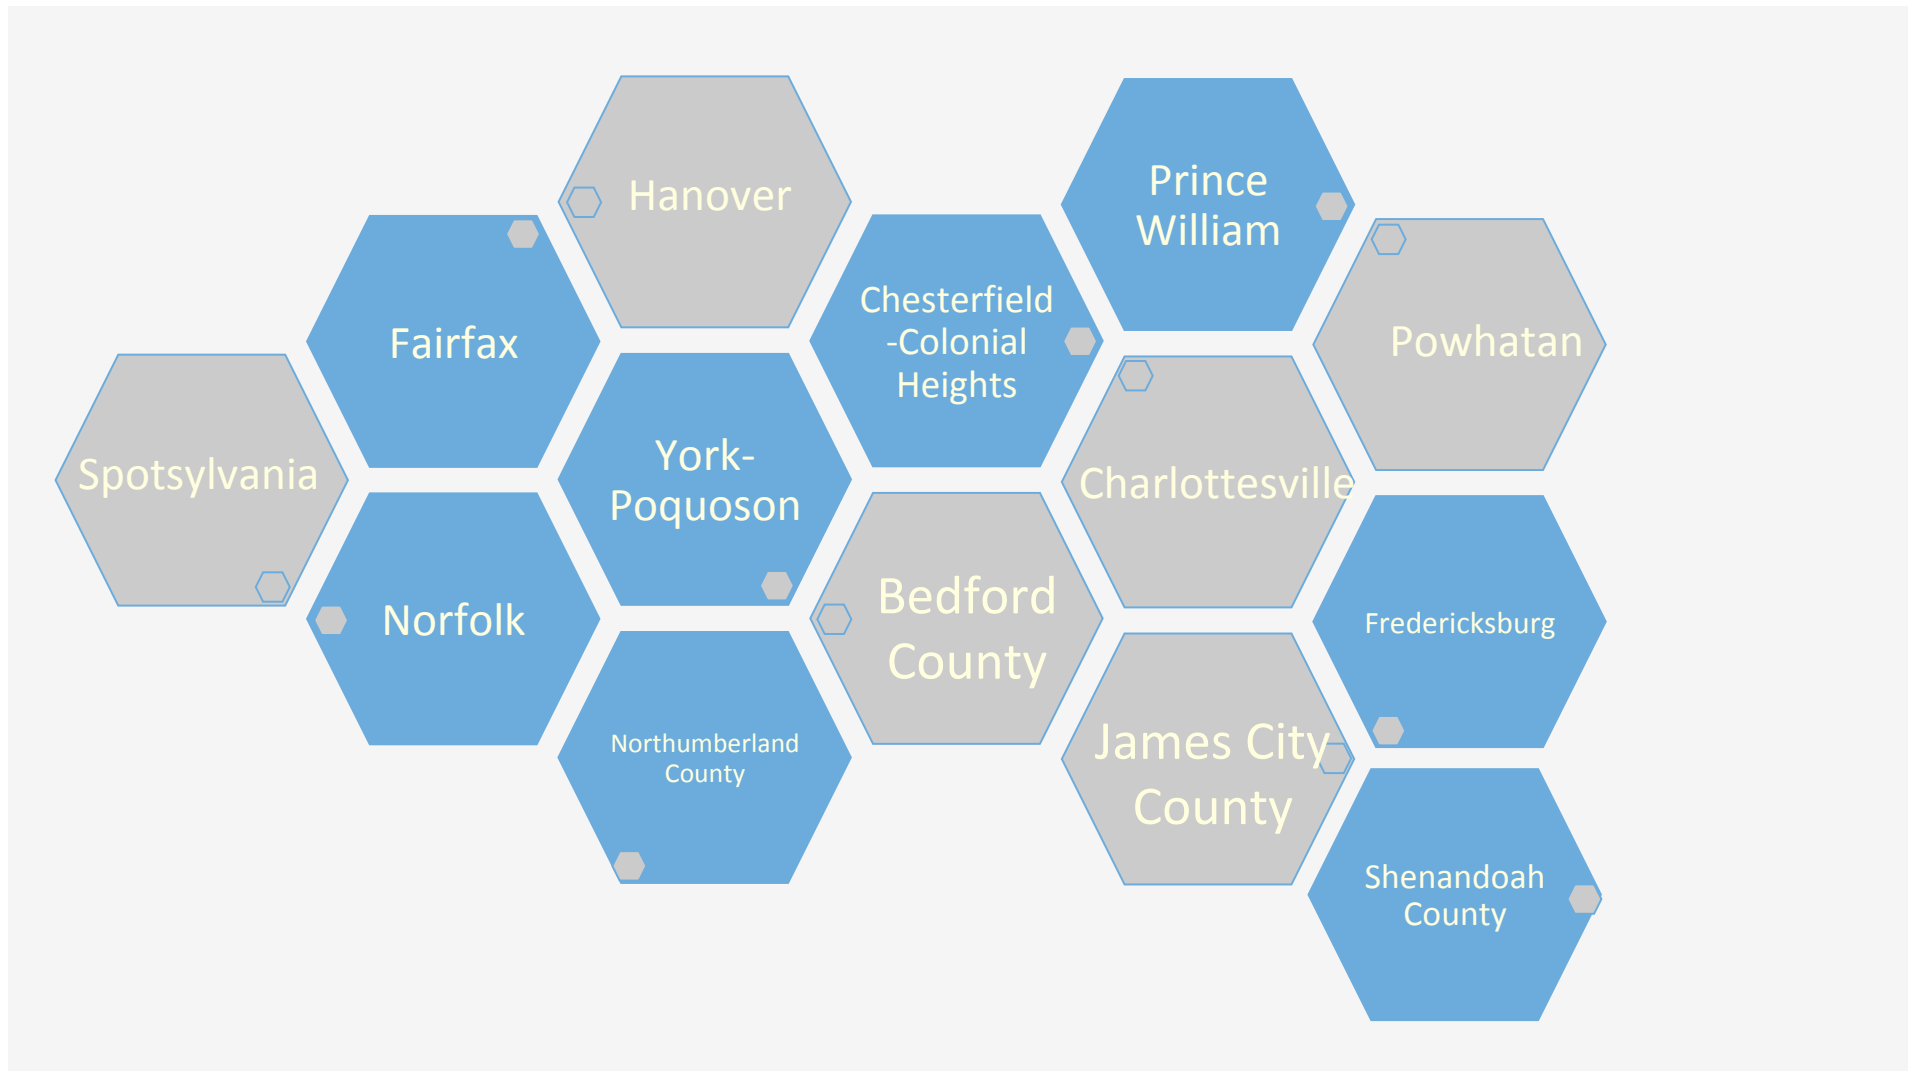 Hanover
Prince
William
Fairfax
Chesterfield
-Colonial
Heights
Powhatan
Spotsylvania
York-
Poquoson
Charlottesville
Norfolk
Bedford
County
Fredericksburg
Northumberland
County
James City
County
Shenandoah
County